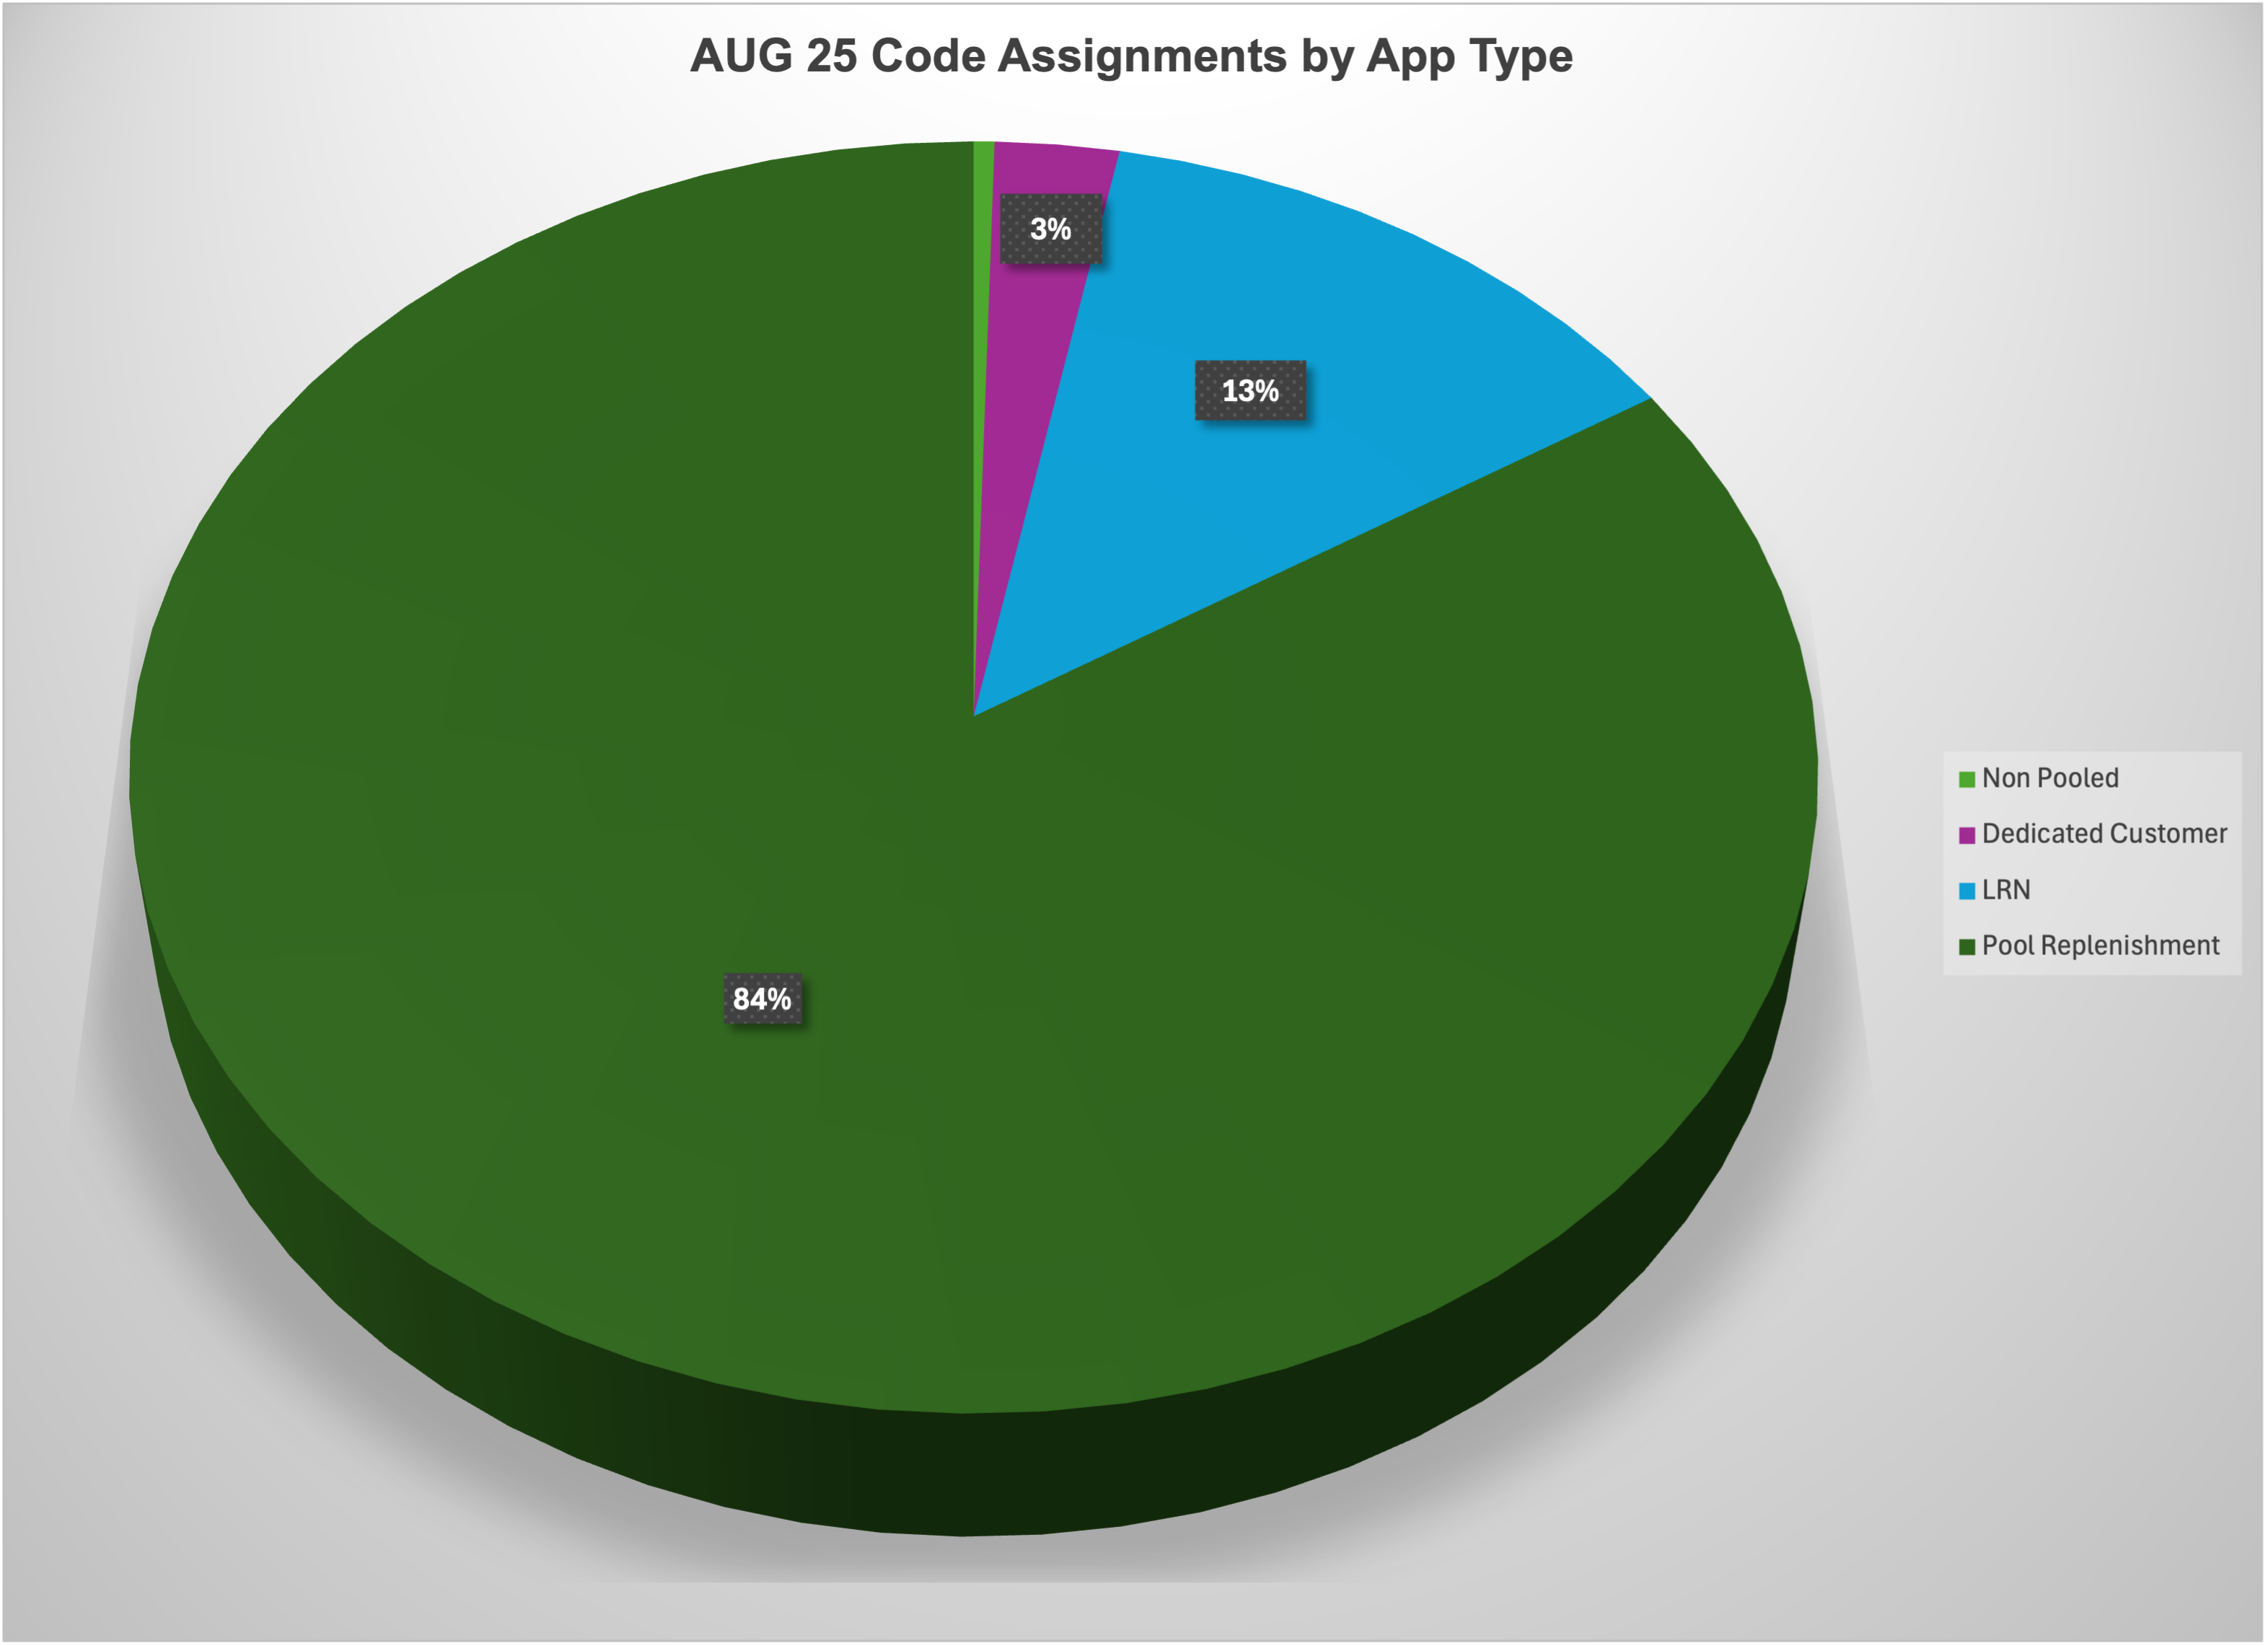 AUG 25 Code Assignments by App Type
3%
13%
84%
Non Pooled
Dedicated Customer
LRN
Pool Replenishment